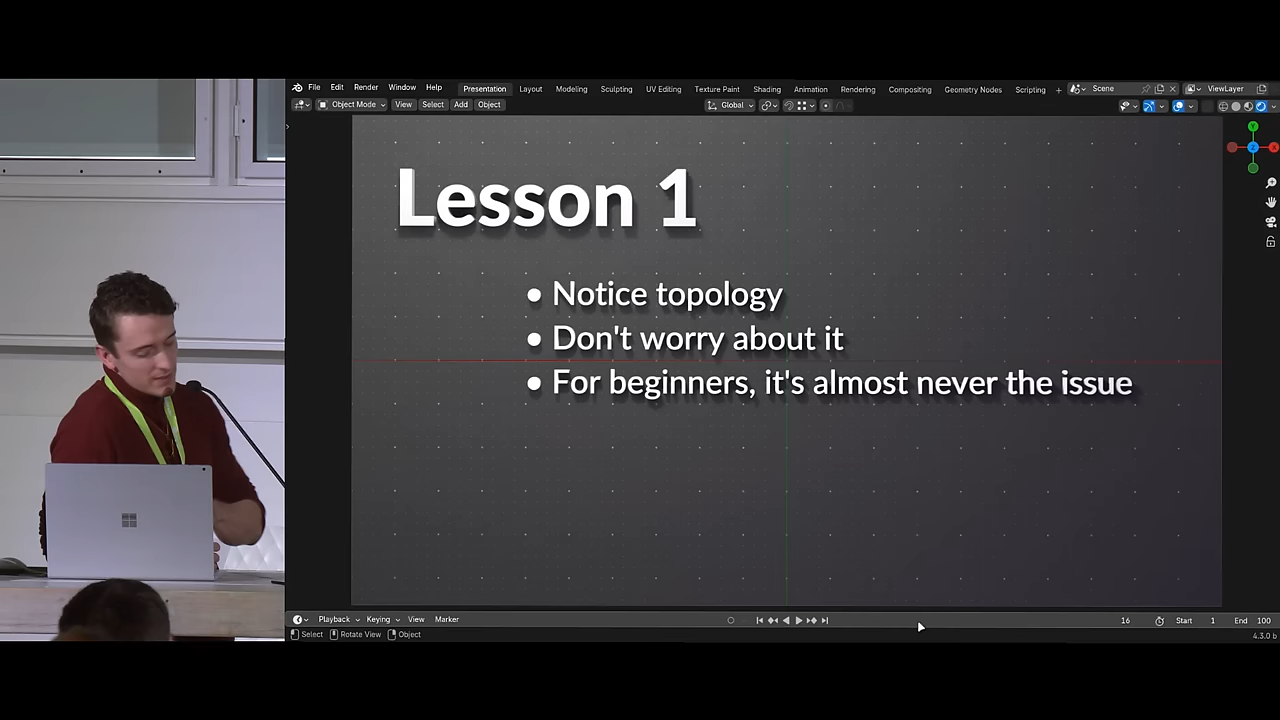 File Edit Render Window Help Presentation Layout Modeling Sculpting UV Editing Texture Paint Shading Animation Rendering Compositing Geometry Nodes Scripting + Scene ViewLayer
Object Mode View Select Add Object Global
Y
Z X
Lesson 1
• Notice topology
• Don't worry about it
• For beginners, it's almost never the issue
Playback Keying View Marker 16 Start 1 End 100
Select Rotate View Object 4.3.0 b